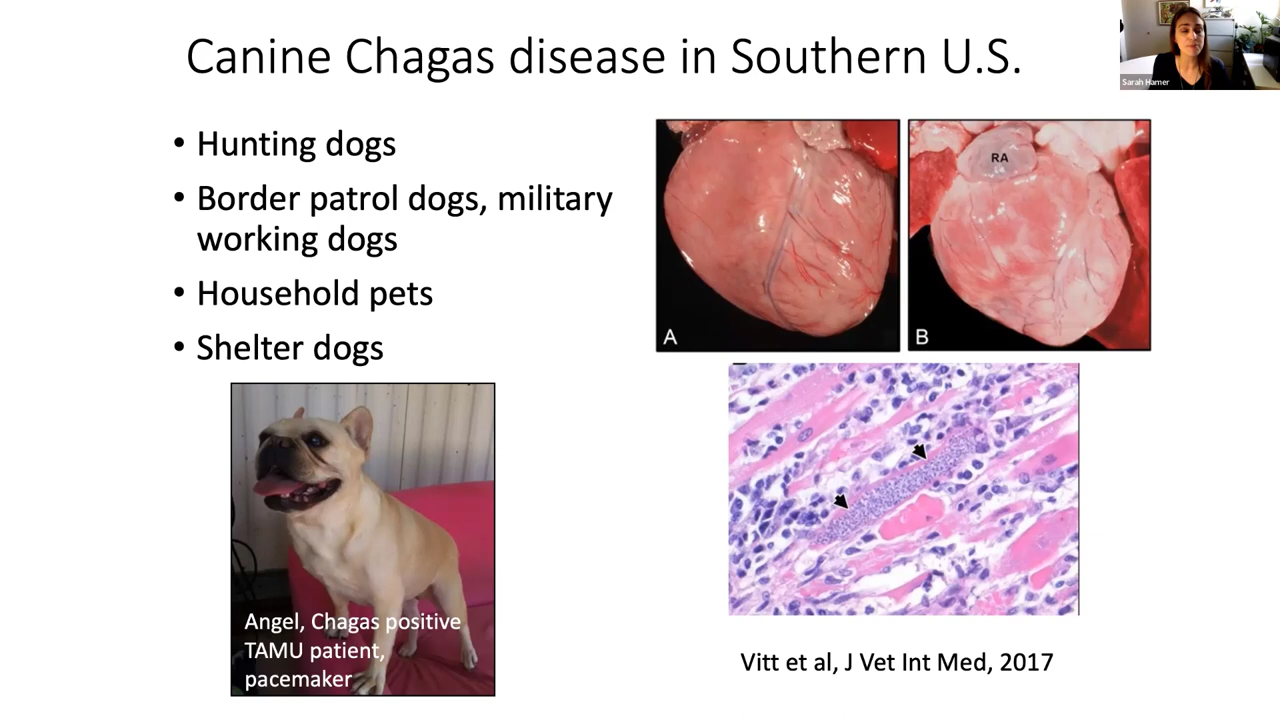 Canine Chagas disease in Southern U.S.
Sarah Hamer
• Hunting dogs
• Border patrol dogs, military
working dogs
• Household pets
• Shelter dogs
RA
A
B
Angel, Chagas positive
TAMU patient,
pacemaker
Vitt et al, J Vet Int Med, 2017